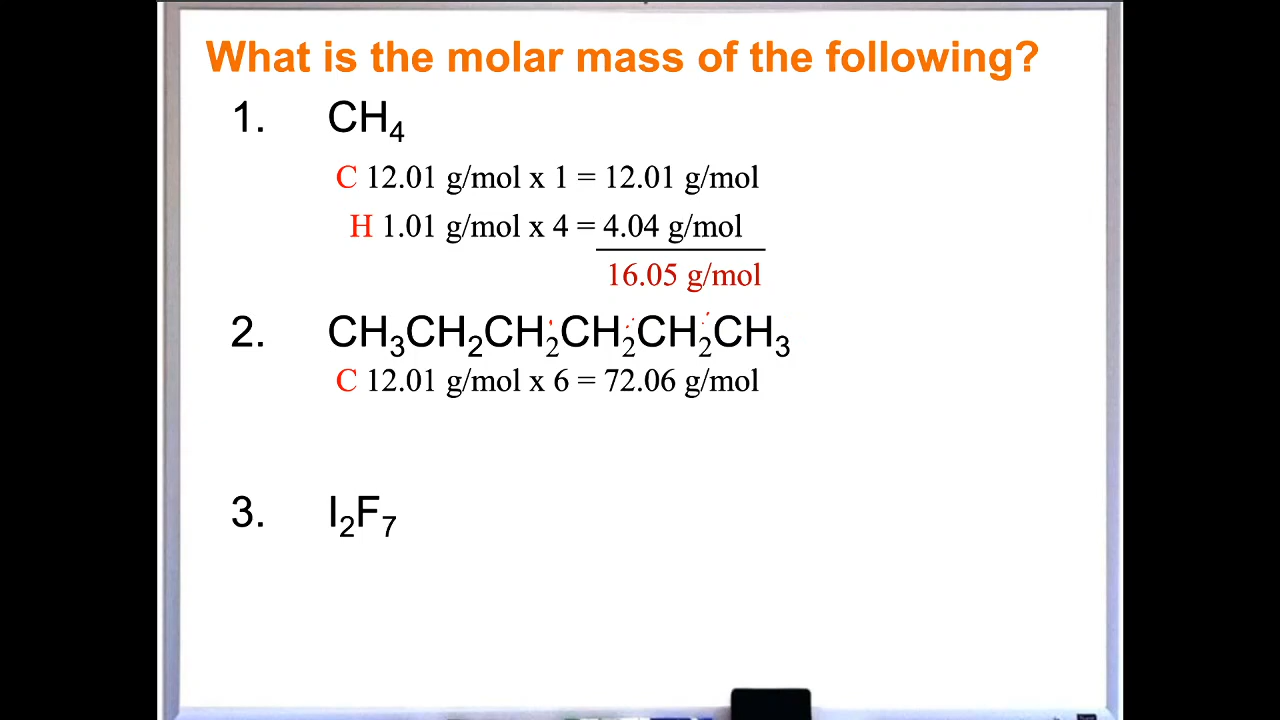 What is the molar mass of the following?
1. CH₄
C 12.01 g/mol x 1 = 12.01 g/mol
H 1.01 g/mol x 4 = 4.04 g/mol
16.05 g/mol
2. CH₃CH₂CH₂CH₂CH₂CH₃
C 12.01 g/mol x 6 = 72.06 g/mol
3. I₂F₇